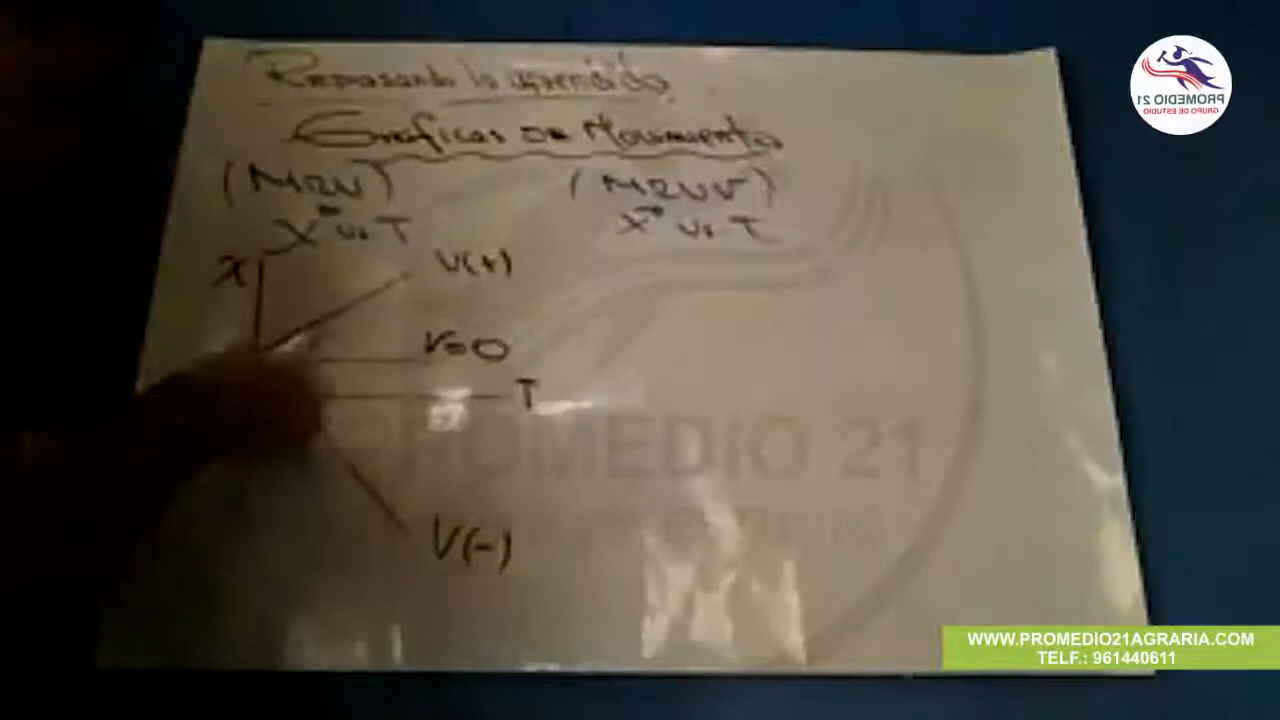 Repasando lo aprendido
Graficas de Movimiento
(MRU)
X vs T
(MRUV)
X vs T
X
V(+)
V=0
T
V(-)
PROMEDIO 21
PROMEDIO 21
GRUPO DE ESTUDIO
WWW.PROMEDIO21AGRARIA.COM
TELF.: 961440611